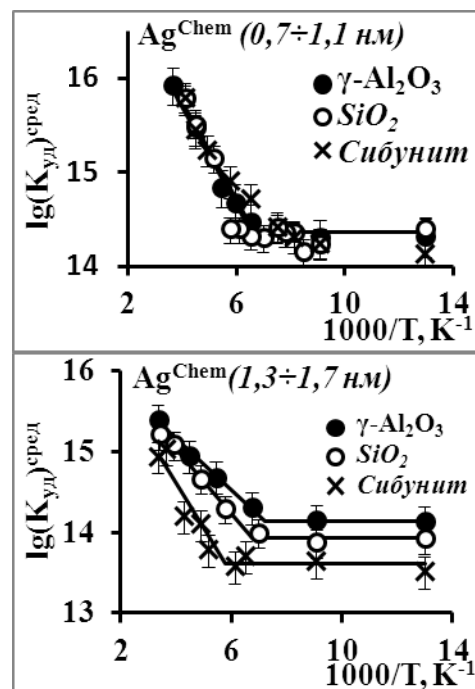 Ag^Chem (0,7÷1,1 нм)
16
15
14
lg(K_уд)^сред
γ-Al₂O₃
SiO₂
Сибунит
2 6 10 14
1000/T, K⁻¹
Ag^Chem (1,3÷1,7 нм)
16
15
14
13
lg(K_уд)^сред
γ-Al₂O₃
SiO₂
Сибунит
2 6 10 14
1000/T, K⁻¹